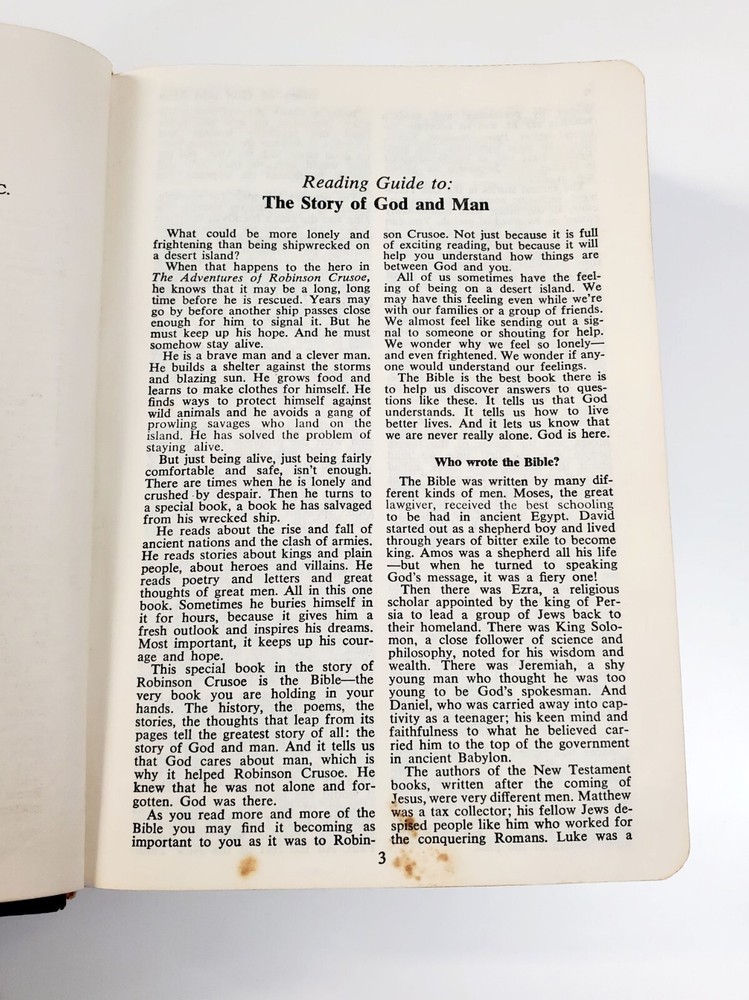 C.
Reading Guide to:
The Story of God and Man
What could be more lonely and
frightening than being shipwrecked on
a desert island?
When that happens to the hero in
The Adventures of Robinson Crusoe,
he knows that it may be a long, long
time before he is rescued. Years may
go by before another ship passes close
enough for him to signal it. But he
must keep up his hope. And he must
somehow stay alive.
He is a brave man and a clever man.
He builds a shelter against the storms
and blazing sun. He grows food and
learns to make clothes for himself. He
finds ways to protect himself against
wild animals and he avoids a gang of
prowling savages who land on the
island. He has solved the problem of
staying alive.
But just being alive, just being fairly
comfortable and safe, isn't enough.
There are times when he is lonely and
crushed by despair. Then he turns to
a special book, a book he has salvaged
from his wrecked ship.
He reads about the rise and fall of
ancient nations and the clash of armies.
He reads stories about kings and plain
people, about heroes and villains. He
reads poetry and letters and great
thoughts of great men. All in this one
book. Sometimes he buries himself in
it for hours, because it gives him a
fresh outlook and inspires his dreams.
Most important, it keeps up his cour-
age and hope.
This special book in the story of
Robinson Crusoe is the Bible—the
very book you are holding in your
hands. The history, the poems, the
stories, the thoughts that leap from its
pages tell the greatest story of all: the
story of God and man. And it tells us
that God cares about man, which is
why it helped Robinson Crusoe. He
knew that he was not alone and for-
gotten. God was there.
As you read more and more of the
Bible you may find it becoming as
important to you as it was to Robin-
son Crusoe. Not just because it is full
of exciting reading, but because it will
help you understand how things are
between God and you.
All of us sometimes have the feel-
ing of being on a desert island. We
may have this feeling even while we're
with our families or a group of friends.
We almost feel like sending out a sig-
nal to someone or shouting for help.
We wonder why we feel so lonely—
and even frightened. We wonder if any-
one would understand our feelings.
The Bible is the best book there is
to help us discover answers to ques-
tions like these. It tells us that God
understands. It tells us how to live
better lives. And it lets us know that
we are never really alone. God is here.
Who wrote the Bible?
The Bible was written by many dif-
ferent kinds of men. Moses, the great
lawgiver, received the best schooling
to be had in ancient Egypt. David
started out as a shepherd boy and lived
through years of bitter exile to become
king. Amos was a shepherd all his life
—but when he turned to speaking
God's message, it was a fiery one!
Then there was Ezra, a religious
scholar appointed by the king of Per-
sia to lead a group of Jews back to
their homeland. There was King Solo-
mon, a close follower of science and
philosophy, noted for his wisdom and
wealth. There was Jeremiah, a shy
young man who thought he was too
young to be God's spokesman. And
Daniel, who was carried away into cap-
tivity as a teenager; his keen mind and
faithfulness to what he believed car-
ried him to the top of the government
in ancient Babylon.
The authors of the New Testament
books, written after the coming of
Jesus, were very different men. Matthew
was a tax collector; his fellow Jews de-
spised people like him who worked for
the conquering Romans. Luke was a
3